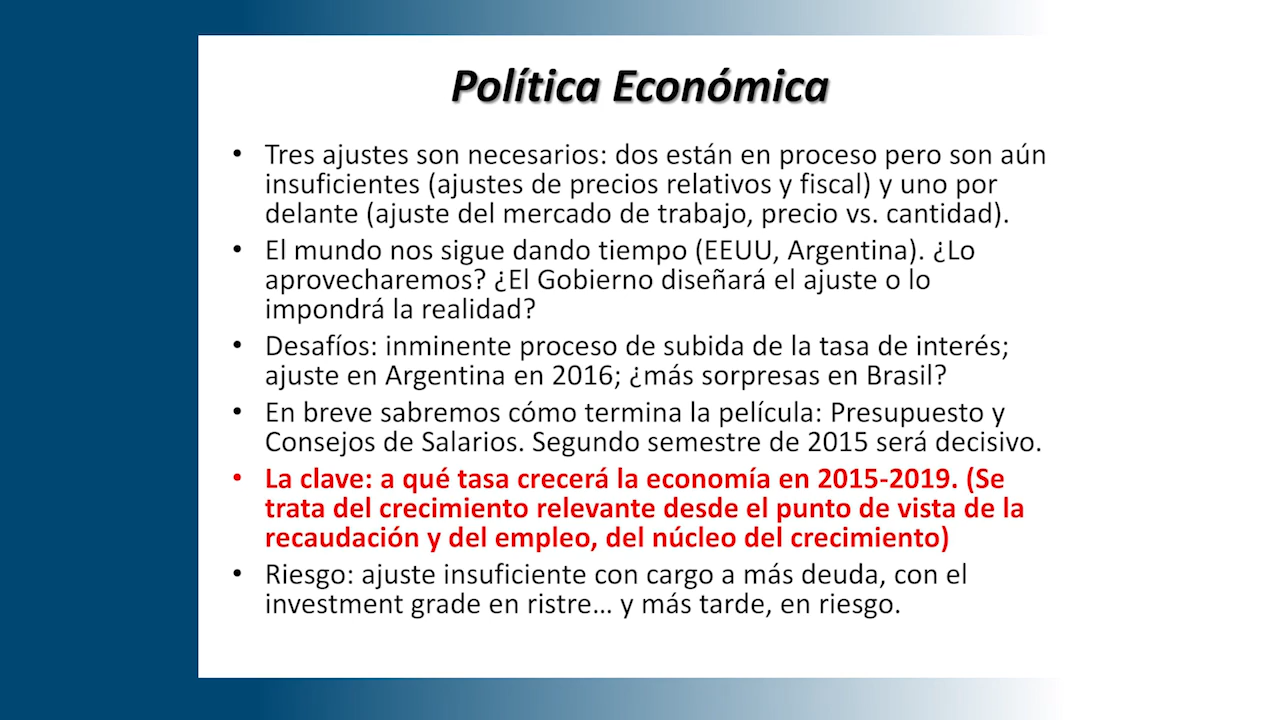 Política Económica
• Tres ajustes son necesarios: dos están en proceso pero son aún
insuficientes (ajustes de precios relativos y fiscal) y uno por
delante (ajuste del mercado de trabajo, precio vs. cantidad).
• El mundo nos sigue dando tiempo (EEUU, Argentina). ¿Lo
aprovecharemos? ¿El Gobierno diseñará el ajuste o lo
impondrá la realidad?
• Desafíos: inminente proceso de subida de la tasa de interés;
ajuste en Argentina en 2016; ¿más sorpresas en Brasil?
• En breve sabremos cómo termina la película: Presupuesto y
Consejos de Salarios. Segundo semestre de 2015 será decisivo.
• La clave: a qué tasa crecerá la economía en 2015-2019. (Se
trata del crecimiento relevante desde el punto de vista de la
recaudación y del empleo, del núcleo del crecimiento)
• Riesgo: ajuste insuficiente con cargo a más deuda, con el
investment grade en ristre… y más tarde, en riesgo.